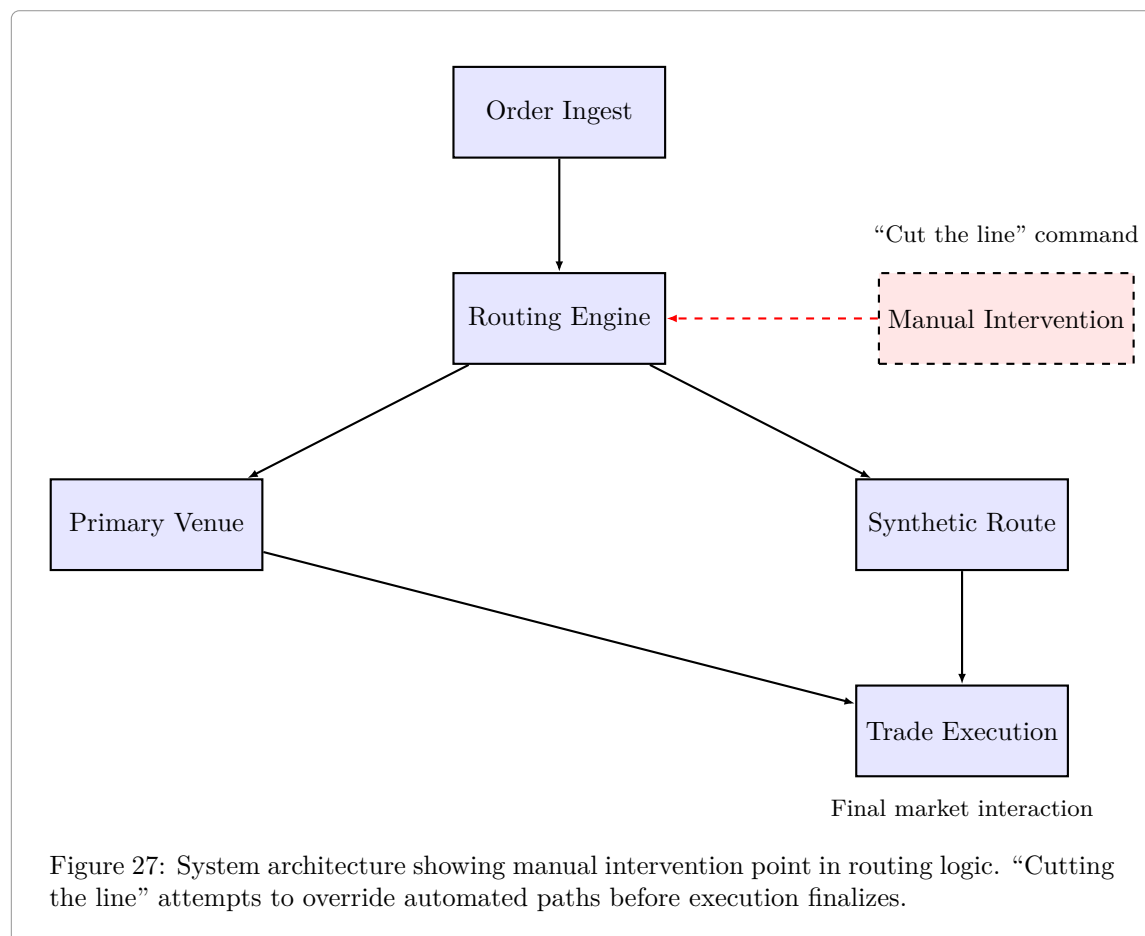 Order Ingest
“Cut the line” command
Routing Engine
Manual Intervention
Primary Venue
Synthetic Route
Trade Execution
Final market interaction
Figure 27: System architecture showing manual intervention point in routing logic. “Cutting
the line” attempts to override automated paths before execution finalizes.